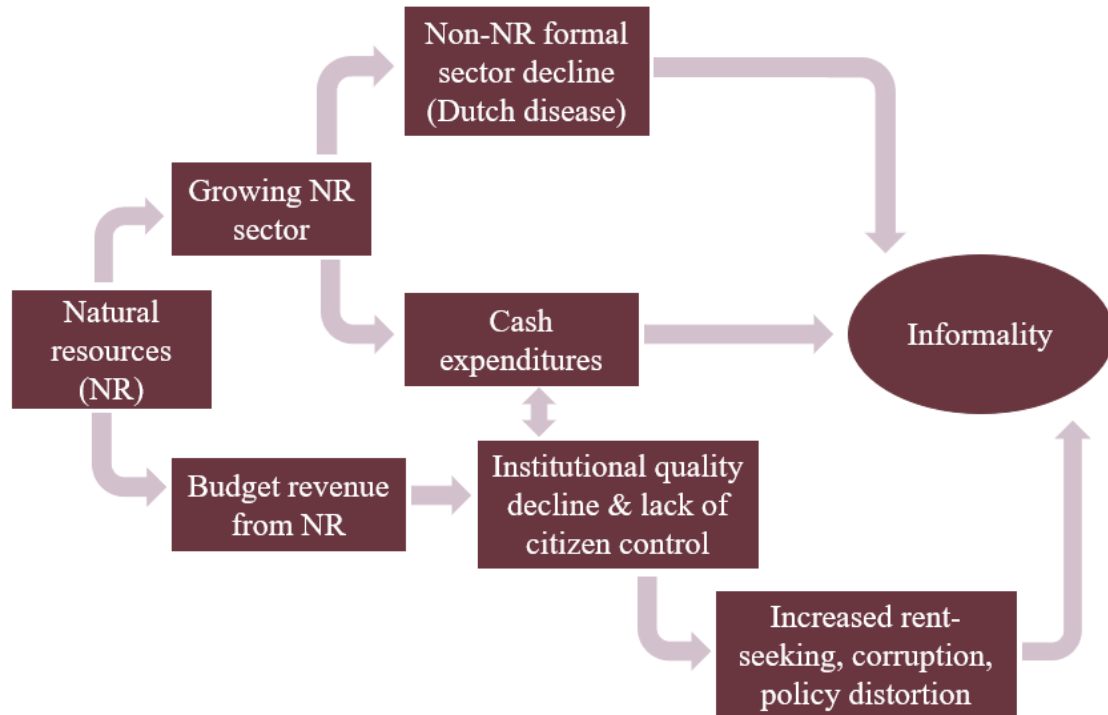 Non-NR formal
sector decline
(Dutch disease)
Growing NR
sector
Natural
resources
(NR)
Cash
expenditures
Informality
Budget revenue
from NR
Institutional quality
decline & lack of
citizen control
Increased rent-
seeking, corruption,
policy distortion